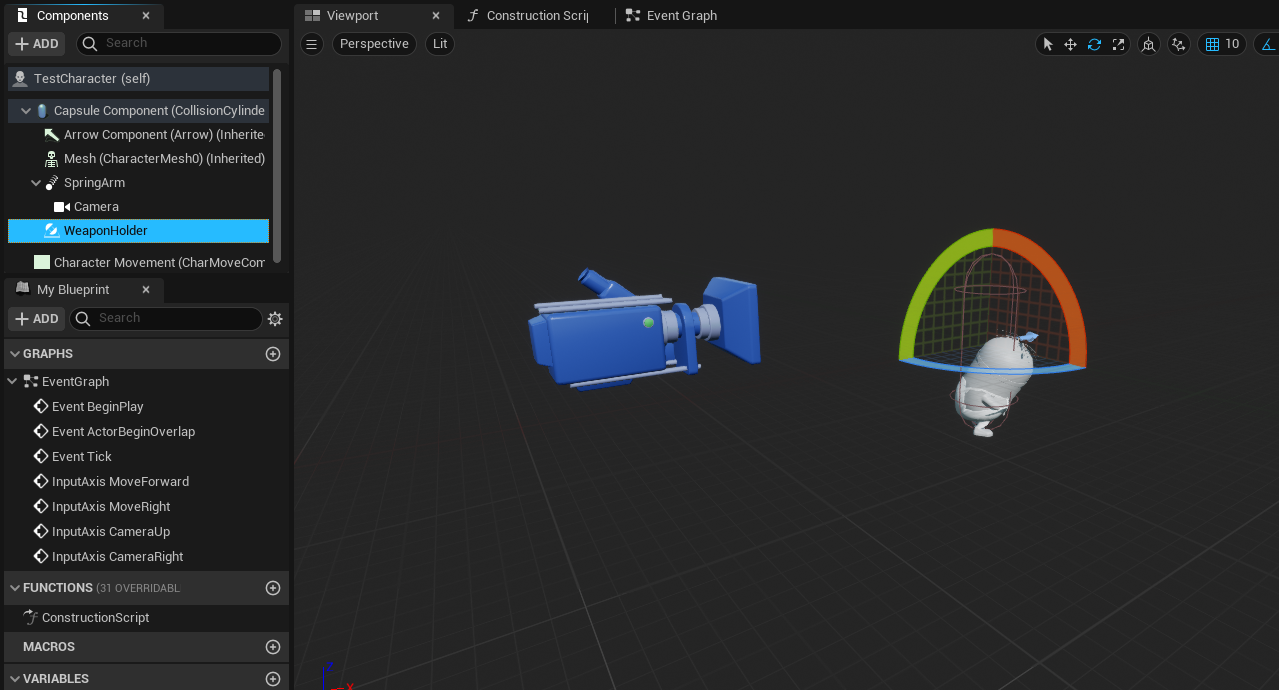 Components
Viewport
Construction Scrip
Event Graph
ADD
Search
Perspective
Lit
10
TestCharacter (self)
Capsule Component (CollisionCylinde
Arrow Component (Arrow) (Inherite
Mesh (CharacterMesh0) (Inherited)
SpringArm
Camera
WeaponHolder
Character Movement (CharMoveCom
My Blueprint
ADD
Search
GRAPHS
EventGraph
Event BeginPlay
Event ActorBeginOverlap
Event Tick
InputAxis MoveForward
InputAxis MoveRight
InputAxis CameraUp
InputAxis CameraRight
FUNCTIONS (31 OVERRIDABL
ConstructionScript
MACROS
VARIABLES
Z
X